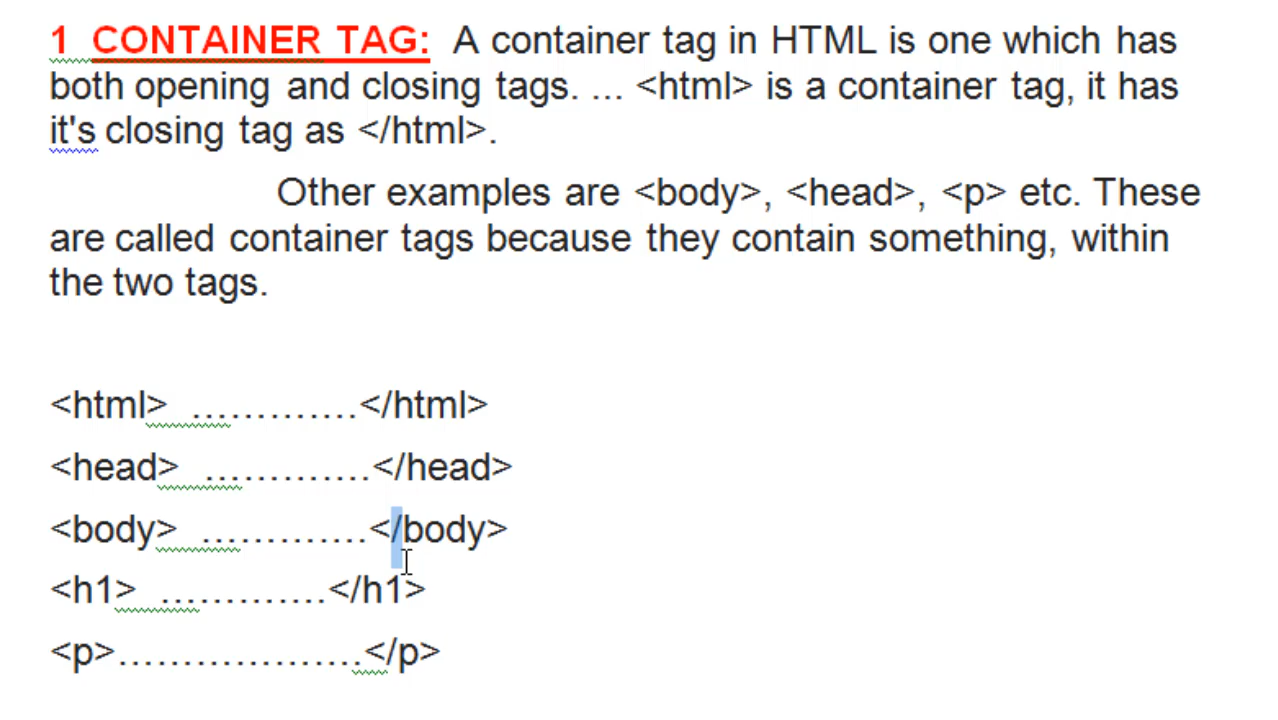 1 CONTAINER TAG: A container tag in HTML is one which has
both opening and closing tags. ... <html> is a container tag, it has
it's closing tag as </html>.
Other examples are <body>, <head>, <p> etc. These
are called container tags because they contain something, within
the two tags.
<html> ………….</html>
<head> ………….</head>
<body> ………….</body>
<h1> ………….</h1>
<p>……………….</p>